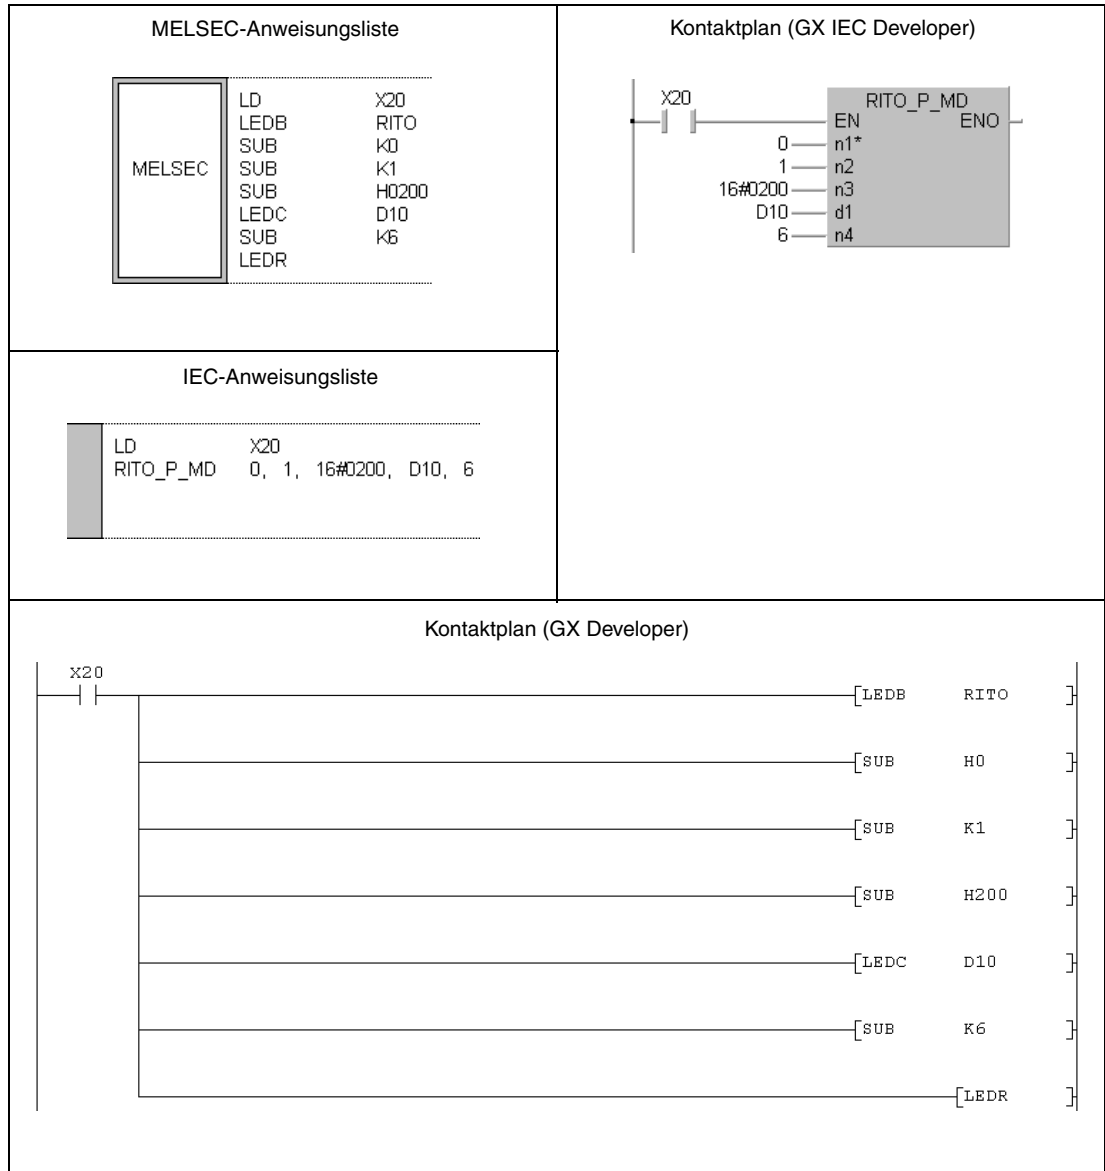 MELSEC-Anweisungsliste
MELSEC
LD X20
LEDB RITO
SUB K0
SUB K1
SUB H0200
LEDC D10
SUB K6
LEDR
Kontaktplan (GX IEC Developer)
X20
RITO_P_MD
EN ENO
0 n1*
1 n2
16#0200 n3
D10 d1
6 n4
IEC-Anweisungsliste
LD X20
RITO_P_MD 0, 1, 16#0200, D10, 6
Kontaktplan (GX Developer)
X20
[LEDB RITO ]
[SUB H0 ]
[SUB K1 ]
[SUB H200 ]
[LEDC D10 ]
[SUB K6 ]
[LEDR ]